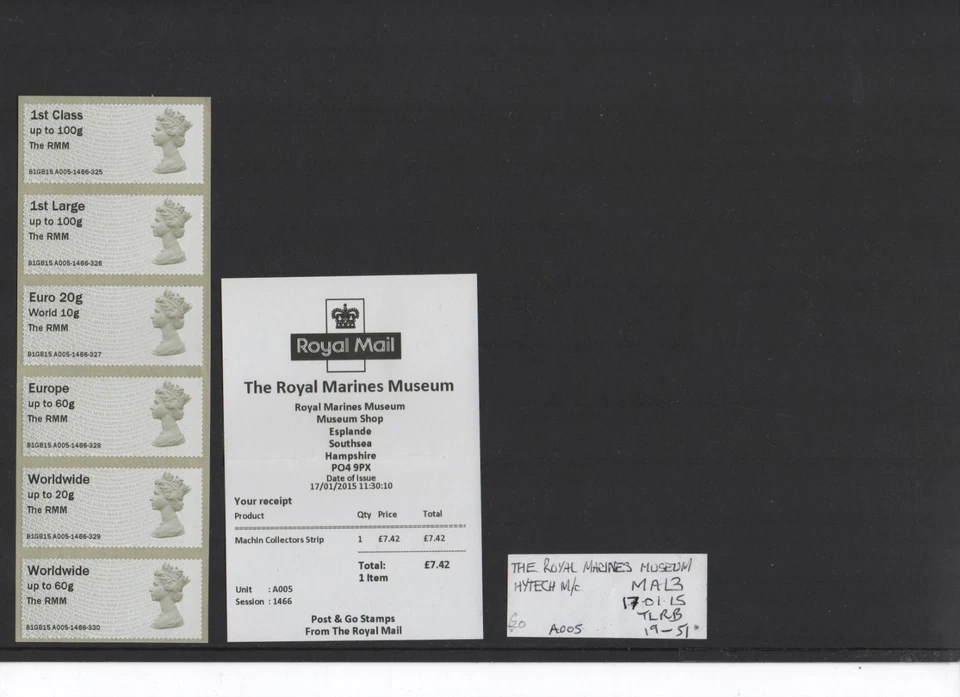 1st Class
up to 100g
The RMM
B1GB15 A005-1466-325
1st Large
up to 100g
The RMM
B1GB15 A005-1466-326
Euro 20g
World 10g
The RMM
B1GB15 A005-1466-327
Europe
up to 60g
The RMM
B1GB15 A005-1466-328
Worldwide
up to 20g
The RMM
B1GB15 A005-1466-329
Worldwide
up to 60g
The RMM
B1GB15 A005-1466-330
Royal Mail
The Royal Marines Museum
Royal Marines Museum
Museum Shop
Esplande
Southsea
Hampshire
PO4 9PX
Date of Issue
17/01/2015 11:30:10
Your receipt
Product Qty Price Total
Machin Collectors Strip 1 £7.42 £7.42
Total: £7.42
1 Item
Unit : A005
Session : 1466
Post & Go Stamps
From The Royal Mail
THE ROYAL MARINES MUSEUM
HYTECH M/c MA13
17·01·15
TLRB
£20 A005 19-51